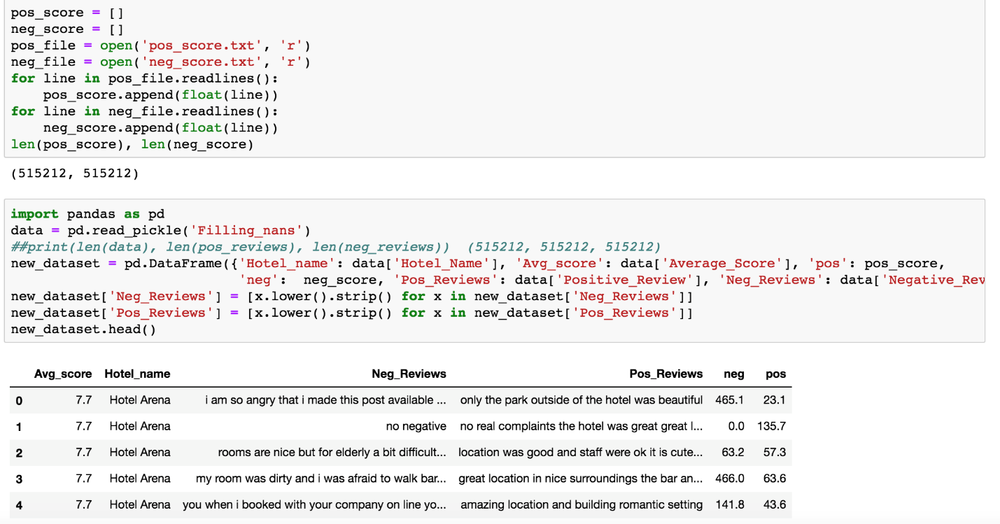 pos_score = []
neg_score = []
pos_file = open('pos_score.txt', 'r')
neg_file = open('neg_score.txt', 'r')
for line in pos_file.readlines():
    pos_score.append(float(line))
for line in neg_file.readlines():
    neg_score.append(float(line))
len(pos_score), len(neg_score)
(515212, 515212)
import pandas as pd
data = pd.read_pickle('Filling_nans')
##print(len(data), len(pos_reviews), len(neg_reviews))  (515212, 515212, 515212)
new_dataset = pd.DataFrame({'Hotel_name': data['Hotel_Name'], 'Avg_score': data['Average_Score'], 'pos': pos_score,
                            'neg':  neg_score, 'Pos_Reviews': data['Positive_Review'], 'Neg_Reviews': data['Negative_Rev
new_dataset['Neg_Reviews'] = [x.lower().strip() for x in new_dataset['Neg_Reviews']]
new_dataset['Pos_Reviews'] = [x.lower().strip() for x in new_dataset['Pos_Reviews']]
new_dataset.head()
Avg_score Hotel_name Neg_Reviews Pos_Reviews neg pos
0 7.7 Hotel Arena i am so angry that i made this post available ... only the park outside of the hotel was beautiful 465.1 23.1
1 7.7 Hotel Arena no negative no real complaints the hotel was great great l... 0.0 135.7
2 7.7 Hotel Arena rooms are nice but for elderly a bit difficult... location was good and staff were ok it is cute... 63.2 57.3
3 7.7 Hotel Arena my room was dirty and i was afraid to walk bar... great location in nice surroundings the bar an... 466.0 63.6
4 7.7 Hotel Arena you when i booked with your company on line yo... amazing location and building romantic setting 141.8 43.6